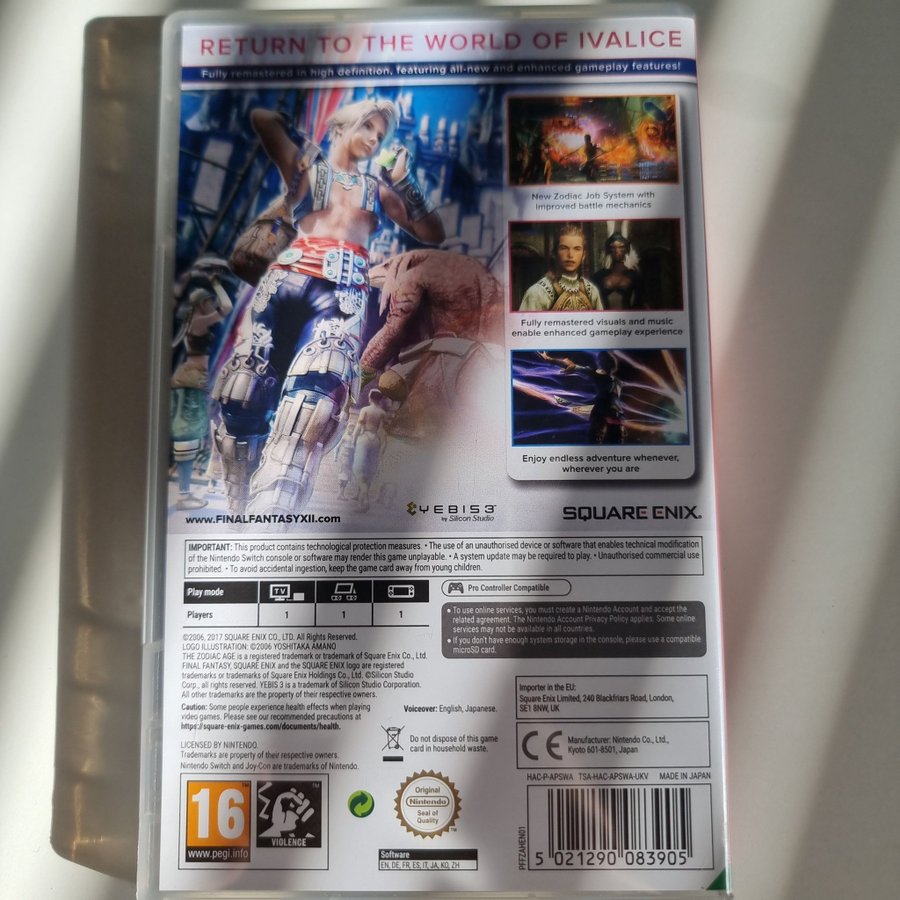 RETURN TO THE WORLD OF IVALICE
Fully remastered in high definition, featuring all-new and enhanced gameplay features!
New Zodiac Job System with
improved battle mechanics
Fully remastered visuals and music
enable enhanced gameplay experience
Enjoy endless adventure whenever,
wherever you are
www.FINALFANTASYXII.com
YEBIS 3
by Silicon Studio
SQUARE ENIX.
IMPORTANT: This product contains technological protection measures. • The use of an unauthorised device or software that enables technical modification
of the Nintendo Switch console or software may render this game unplayable. • A system update may be required to play. • Unauthorised commercial use
prohibited. • To avoid accidental ingestion, keep the game card away from young children.
Play mode
TV
Players
1
1
1
Pro Controller Compatible
• To use online services, you must create a Nintendo Account and accept the
related agreement. The Nintendo Account Privacy Policy applies. Some online
services may not be available in all countries.
• If you don't have enough system storage in the console, please use a compatible
microSD card.
©2006, 2017 SQUARE ENIX CO., LTD. All Rights Reserved.
LOGO ILLUSTRATION: ©2006 YOSHITAKA AMANO
THE ZODIAC AGE is a registered trademark or trademark of Square Enix Co., Ltd.
FINAL FANTASY, SQUARE ENIX and the SQUARE ENIX logo are registered
trademarks or trademarks of Square Enix Holdings Co., Ltd. ©Silicon Studio
Corp., all rights reserved. YEBIS 3 is a trademark of Silicon Studio Corporation.
All other trademarks are the property of their respective owners.
Caution: Some people experience health effects when playing
video games. Please see our recommended precautions at
https://square-enix-games.com/documents/health.
LICENSED BY NINTENDO.
Trademarks are property of their respective owners.
Nintendo Switch and Joy-Con are trademarks of Nintendo.
Voiceover: English, Japanese.
Do not dispose of this game
card in household waste.
Importer in the EU:
Square Enix Limited, 240 Blackfriars Road, London,
SE1 8NW, UK
CE
Manufacturer: Nintendo Co., Ltd.,
Kyoto 601-8501, Japan
HAC-P-APSWA TSA-HAC-APSWA-UKV MADE IN JAPAN
16
TM
www.pegi.info
VIOLENCE
TM
Original
Nintendo
Seal of
Quality
TM
Software
EN, DE, FR, ES, IT, JA, KO, ZH
PFFZAHEN01
5 021290 083905